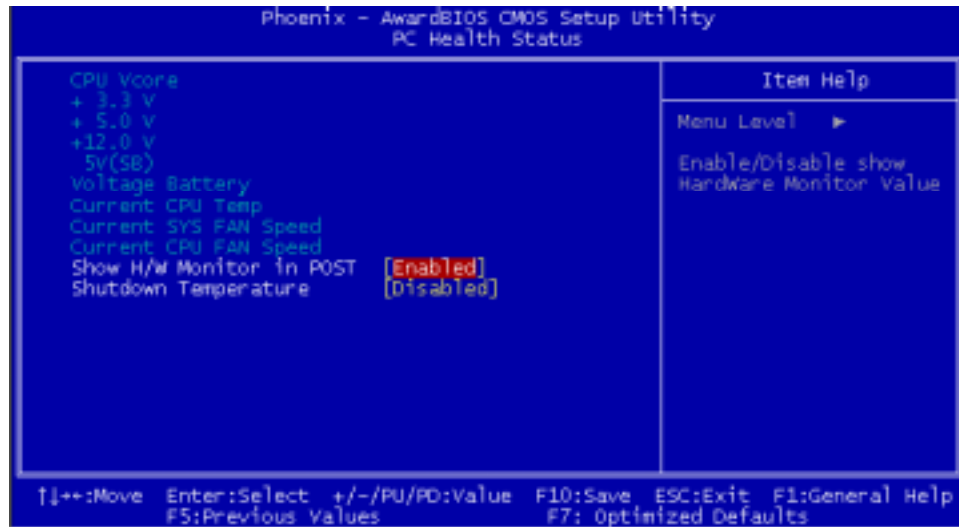 Phoenix - AwardBIOS CMOS Setup Utility
PC Health Status
CPU Vcore
+ 3.3 V
+ 5.0 V
+12.0 V
5V(SB)
Voltage Battery
Current CPU Temp
Current SYS FAN Speed
Current CPU FAN Speed
Show H/W Monitor in POST [Enabled]
Shutdown Temperature [Disabled]
Item Help
Menu Level ►
Enable/Disable show
HardWare Monitor Value
↑↓→←:Move Enter:Select +/-/PU/PD:Value F10:Save ESC:Exit F1:General Help
F5:Previous Values F7: Optimized Defaults